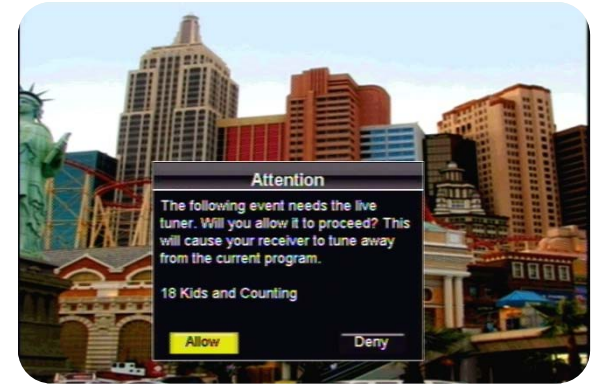 Attention
The following event needs the live
tuner. Will you allow it to proceed? This
will cause your receiver to tune away
from the current program.
18 Kids and Counting
Allow
Deny